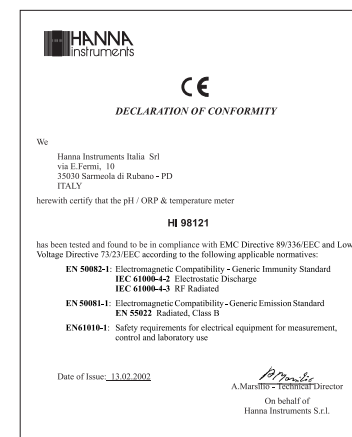 HANNA
instruments
CE
DECLARATION OF CONFORMITY
We
Hanna Instruments Italia Srl
via E.Fermi, 10
35030 Sarmeola di Rubano - PD
ITALY
herewith certify that the pH / ORP & temperature meter
HI 98121
has been tested and found to be in compliance with EMC Directive 89/336/EEC and Low
Voltage Directive 73/23/EEC according to the following applicable normatives:
EN 50082-1: Electromagnetic Compatibility - Generic Immunity Standard
IEC 61000-4-2 Electrostatic Discharge
IEC 61000-4-3 RF Radiated
EN 50081-1: Electromagnetic Compatibility - Generic Emission Standard
EN 55022 Radiated, Class B
EN61010-1: Safety requirements for electrical equipment for measurement,
control and laboratory use
Date of Issue: 13.02.2002
A.Marsilio - Technical Director
On behalf of
Hanna Instruments S.r.l.